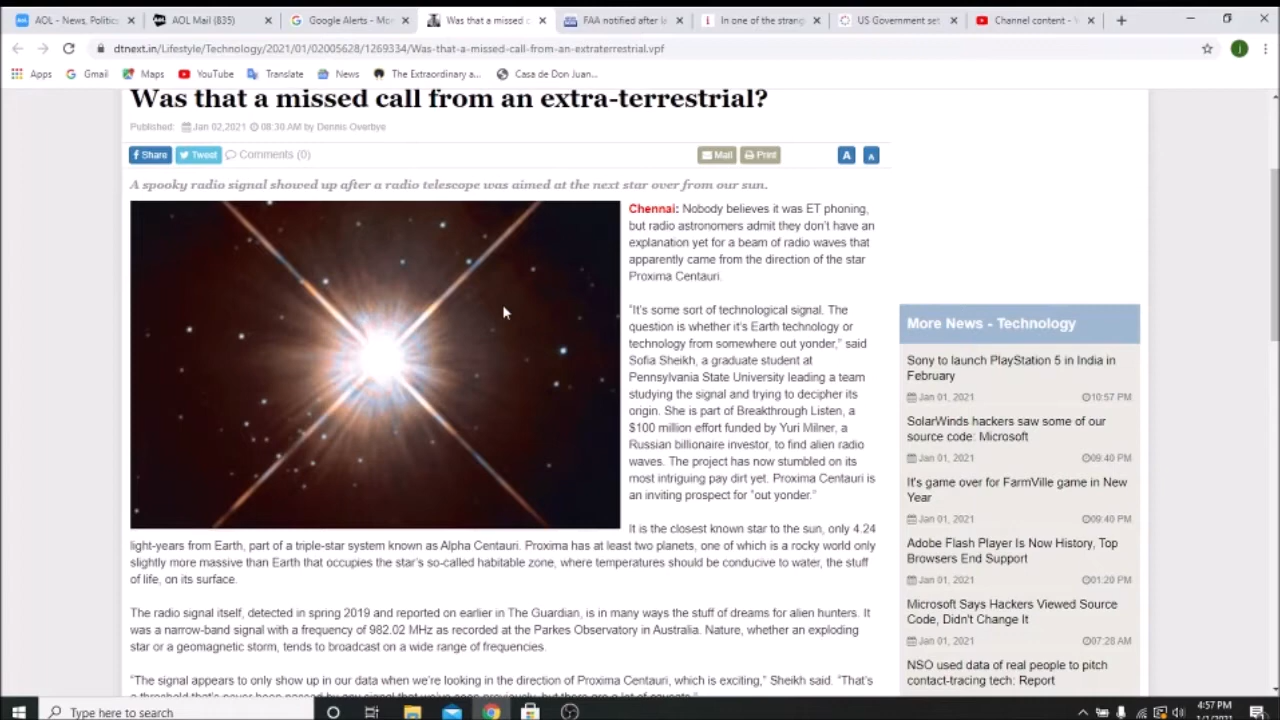 AOL - News, Politic
AOL Mail (835)
Google Alerts - Mo
Was that a missed c
FAA notified after la
In one of the strang
US Government set
Channel content -
dtnext.in/Lifestyle/Technology/2021/01/02005628/1269334/Was-that-a-missed-call-from-an-extraterrestrial.vpf
j
Apps
Gmail
Maps
YouTube
Translate
News
The Extraordinary a...
Casa de Don Juan...
Was that a missed call from an extra-terrestrial?
Published: Jan 02,2021 08:30 AM by Dennis Overbye
Share
Tweet
Comments (0)
Mail
Print
A
A
A spooky radio signal showed up after a radio telescope was aimed at the next star over from our sun.
Chennai: Nobody believes it was ET phoning,
but radio astronomers admit they don't have an
explanation yet for a beam of radio waves that
apparently came from the direction of the star
Proxima Centauri.
"It's some sort of technological signal. The
question is whether it's Earth technology or
technology from somewhere out yonder," said
Sofia Sheikh, a graduate student at
Pennsylvania State University leading a team
studying the signal and trying to decipher its
origin. She is part of Breakthrough Listen, a
$100 million effort funded by Yuri Milner, a
Russian billionaire investor, to find alien radio
waves. The project has now stumbled on its
most intriguing pay dirt yet. Proxima Centauri is
an inviting prospect for "out yonder."
It is the closest known star to the sun, only 4.24
light-years from Earth, part of a triple-star system known as Alpha Centauri. Proxima has at least two planets, one of which is a rocky world only
slightly more massive than Earth that occupies the star's so-called habitable zone, where temperatures should be conducive to water, the stuff
of life, on its surface.
The radio signal itself, detected in spring 2019 and reported on earlier in The Guardian, is in many ways the stuff of dreams for alien hunters. It
was a narrow-band signal with a frequency of 982.02 MHz as recorded at the Parkes Observatory in Australia. Nature, whether an exploding
star or a geomagnetic storm, tends to broadcast on a wide range of frequencies.
"The signal appears to only show up in our data when we're looking in the direction of Proxima Centauri, which is exciting," Sheikh said. "That's
a threshold that's never been passed by any signal that we've seen previously, but there are a lot of caveats."
More News - Technology
Sony to launch PlayStation 5 in India in
February
Jan 01, 2021 10:57 PM
SolarWinds hackers saw some of our
source code: Microsoft
Jan 01, 2021 09:40 PM
It's game over for FarmVille game in New
Year
Jan 01, 2021 09:40 PM
Adobe Flash Player Is Now History, Top
Browsers End Support
Jan 01, 2021 01:20 PM
Microsoft Says Hackers Viewed Source
Code, Didn't Change It
Jan 01, 2021 07:28 AM
NSO used data of real people to pitch
contact-tracing tech: Report
Type here to search
4:57 PM
1/1/2021